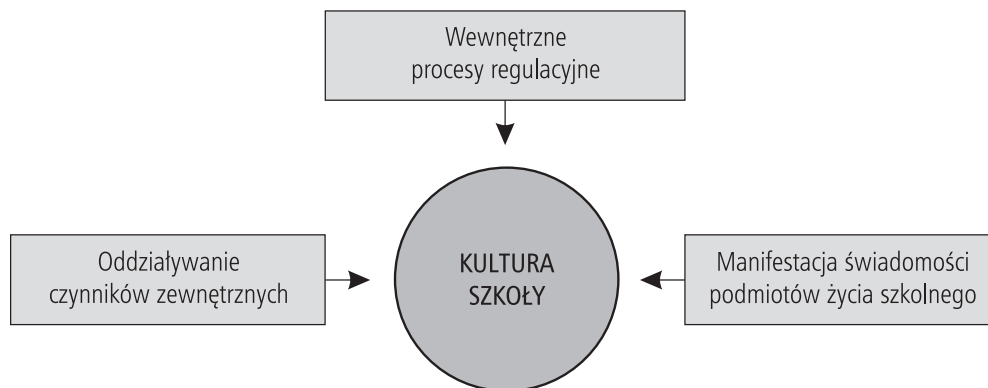 Wewnętrzne
procesy regulacyjne
Oddziaływanie
czynników zewnętrznych
KULTURA
SZKOŁY
Manifestacja świadomości
podmiotów życia szkolnego